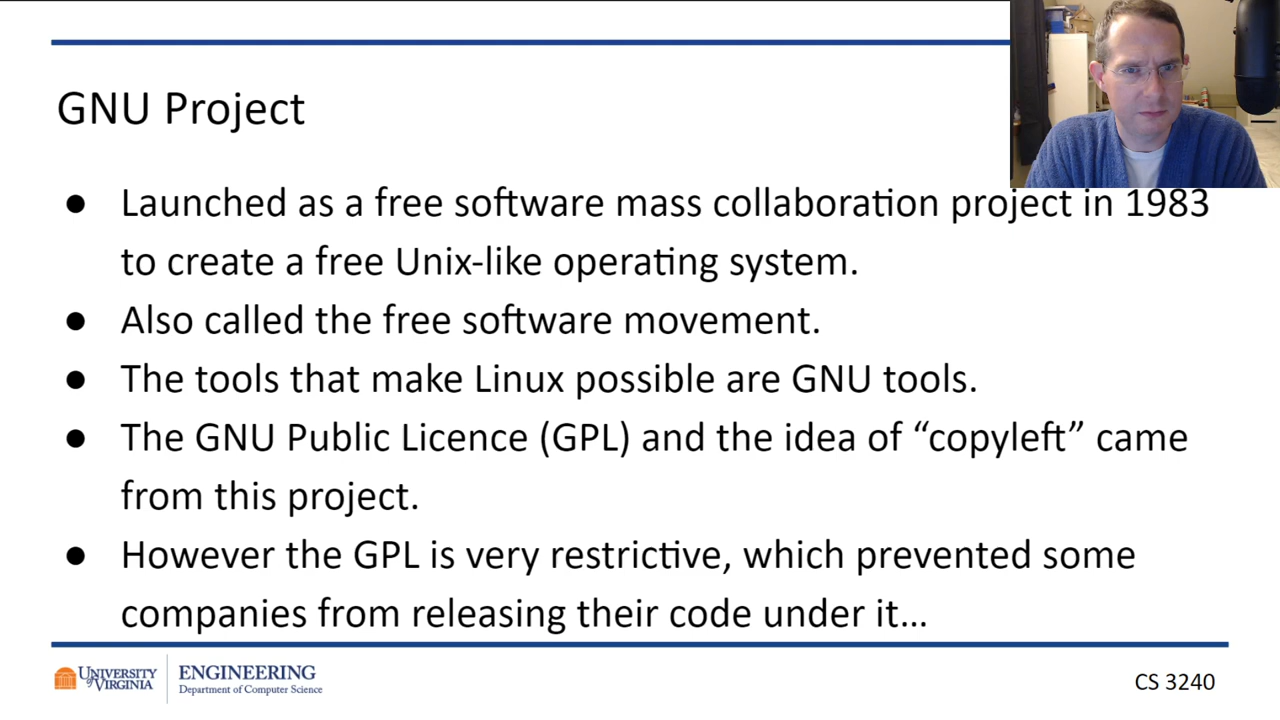 GNU Project
● Launched as a free software mass collaboration project in 1983
to create a free Unix-like operating system.
● Also called the free software movement.
● The tools that make Linux possible are GNU tools.
● The GNU Public Licence (GPL) and the idea of “copyleft” came
from this project.
● However the GPL is very restrictive, which prevented some
companies from releasing their code under it…
UNIVERSITY of VIRGINIA
ENGINEERING
Department of Computer Science
CS 3240